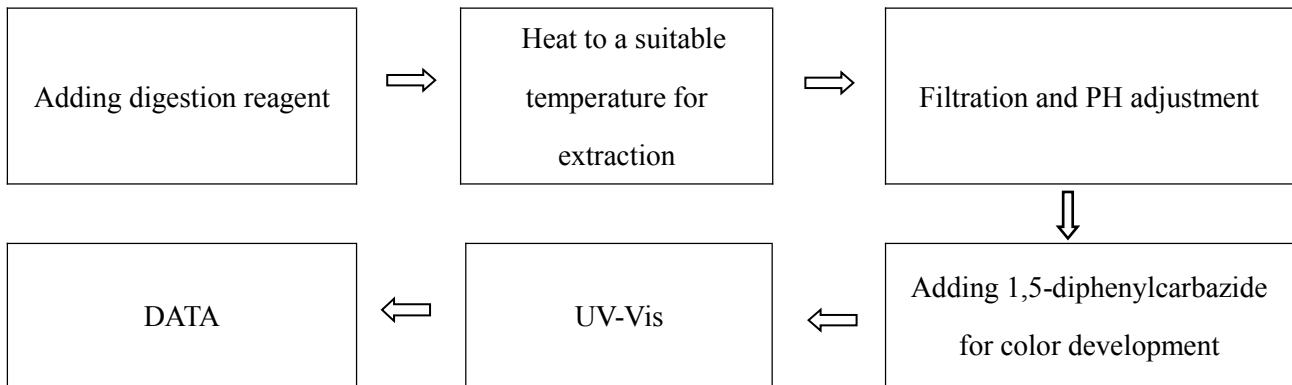 Adding digestion reagent
Heat to a suitable
temperature for
extraction
Filtration and PH adjustment
Adding 1,5-diphenylcarbazide
for color development
UV-Vis
DATA